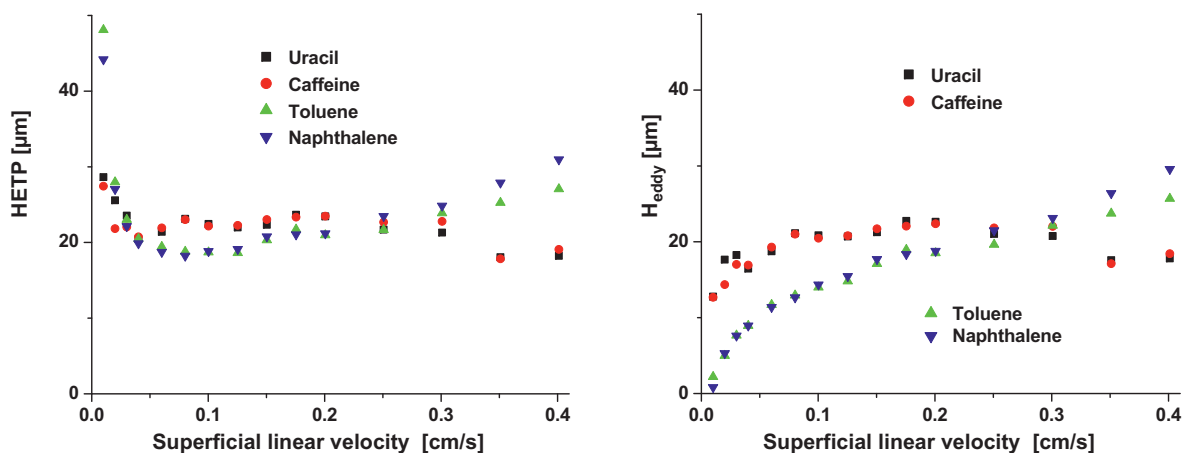 HETP [µm]
40
20
0
Uracil
Caffeine
Toluene
Naphthalene
0.0 0.1 0.2 0.3 0.4
Superficial linear velocity [cm/s]
Heddy [µm]
40
20
0
Uracil
Caffeine
Toluene
Naphthalene
0.0 0.1 0.2 0.3 0.4
Superficial linear velocity [cm/s]